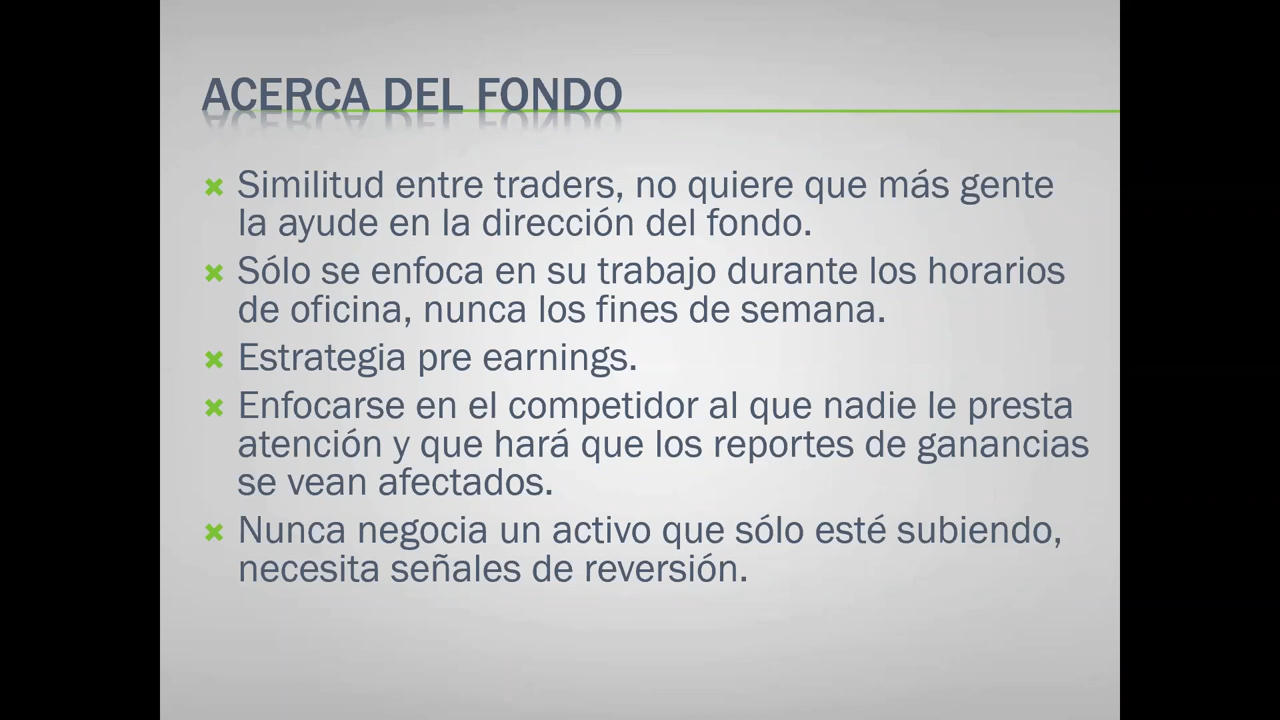 ACERCA DEL FONDO
Similitud entre traders, no quiere que más gente
la ayude en la dirección del fondo.
Sólo se enfoca en su trabajo durante los horarios
de oficina, nunca los fines de semana.
Estrategia pre earnings.
Enfocarse en el competidor al que nadie le presta
atención y que hará que los reportes de ganancias
se vean afectados.
Nunca negocia un activo que sólo esté subiendo,
necesita señales de reversión.